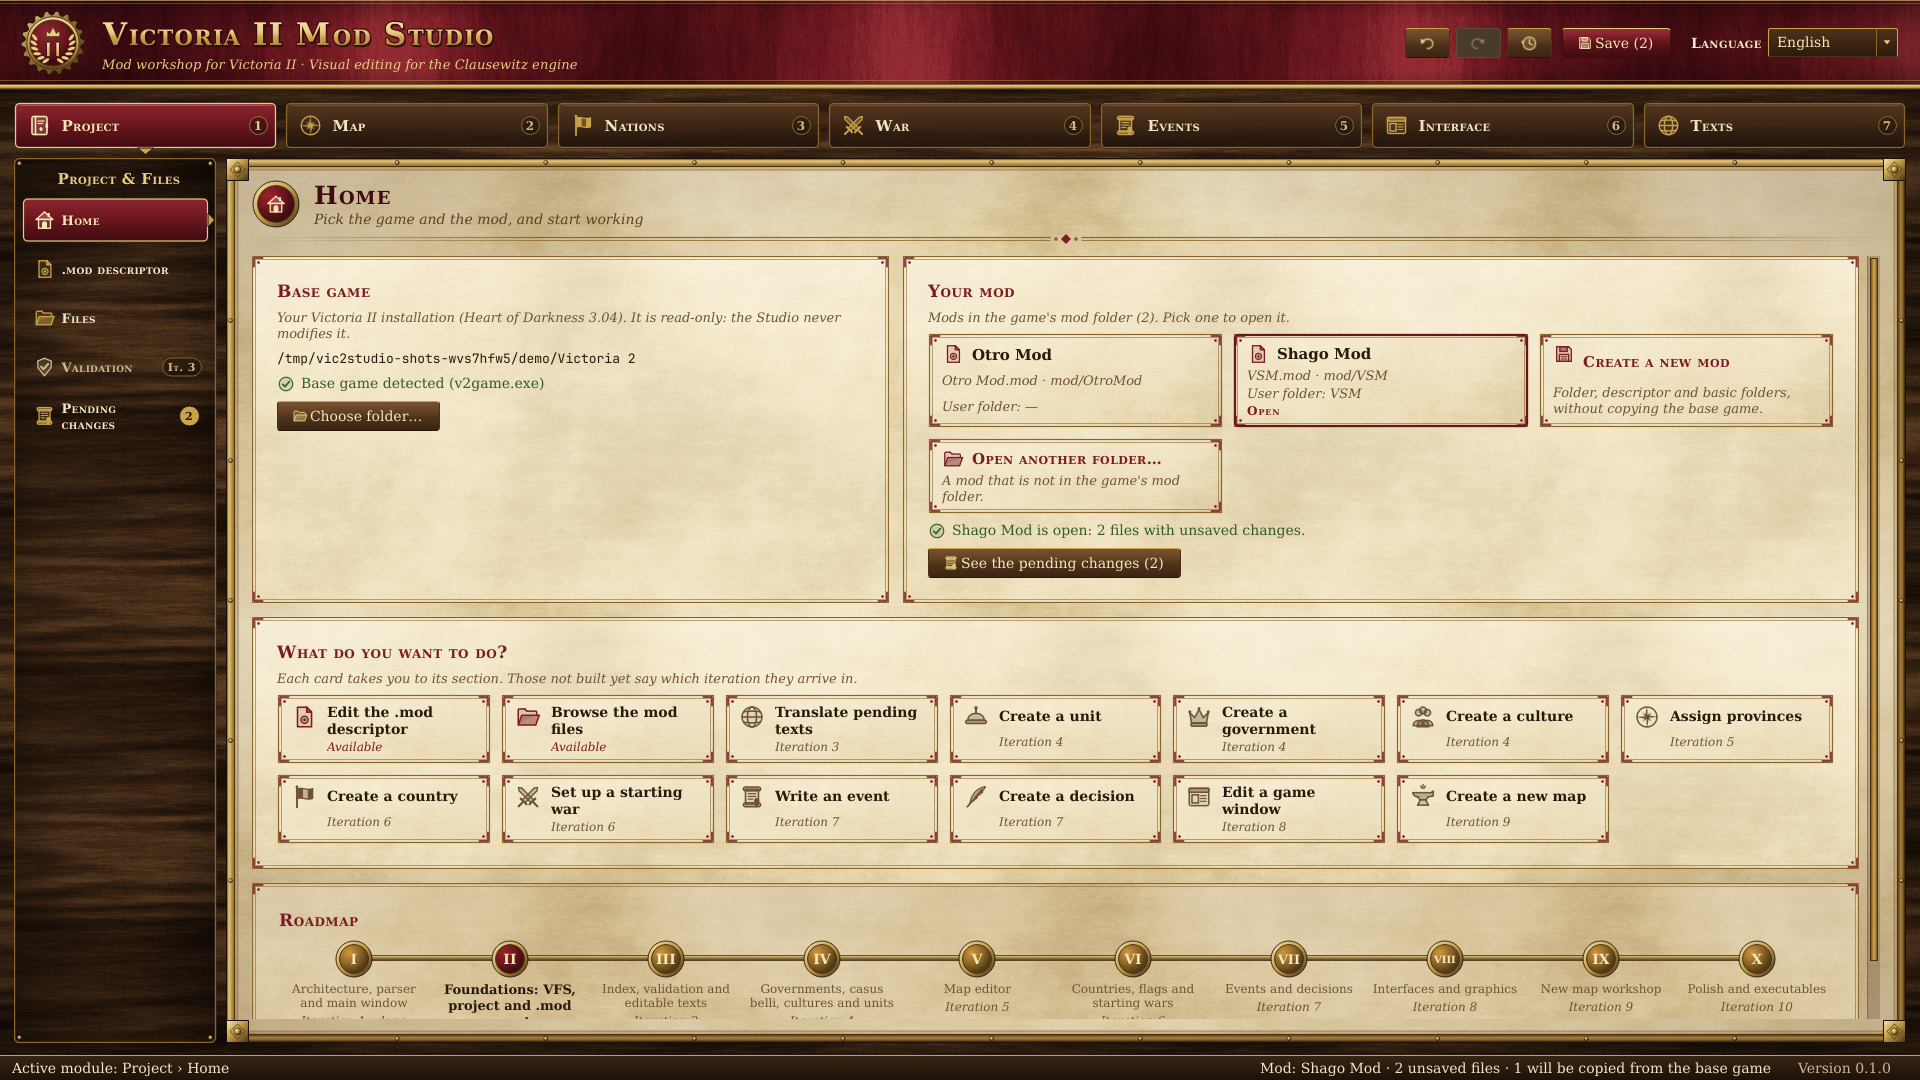 Victoria II Mod Studio
Mod workshop for Victoria II · Visual editing for the Clausewitz engine
Save (2)
Language
English
Project 1
Map 2
Nations 3
War 4
Events 5
Interface 6
Texts 7
Project & Files
Home
.mod descriptor
Files
Validation It. 3
Pending
changes
2
Home
Pick the game and the mod, and start working
Base game
Your Victoria II installation (Heart of Darkness 3.04). It is read-only: the Studio never
modifies it.
/tmp/vic2studio-shots-wvs7hfw5/demo/Victoria 2
Base game detected (v2game.exe)
Choose folder...
Your mod
Mods in the game's mod folder (2). Pick one to open it.
Otro Mod
Otro Mod.mod · mod/OtroMod
User folder: —
Shago Mod
VSM.mod · mod/VSM
User folder: VSM
Open
Create a new mod
Folder, descriptor and basic folders,
without copying the base game.
Open another folder...
A mod that is not in the game's mod
folder.
Shago Mod is open: 2 files with unsaved changes.
See the pending changes (2)
What do you want to do?
Each card takes you to its section. Those not built yet say which iteration they arrive in.
Edit the .mod
descriptor
Available
Browse the mod
files
Available
Translate pending
texts
Iteration 3
Create a unit
Iteration 4
Create a
government
Iteration 4
Create a culture
Iteration 4
Assign provinces
Iteration 5
Create a country
Iteration 6
Set up a starting
war
Iteration 6
Write an event
Iteration 7
Create a decision
Iteration 7
Edit a game
window
Iteration 8
Create a new map
Iteration 9
Roadmap
I
Architecture, parser
and main window
II
Foundations: VFS,
project and .mod
III
Index, validation and
editable texts
IV
Governments, casus
belli, cultures and units
V
Map editor
Iteration 5
VI
Countries, flags and
starting wars
VII
Events and decisions
Iteration 7
VIII
Interfaces and graphics
Iteration 8
IX
New map workshop
Iteration 9
X
Polish and executables
Iteration 10
Active module: Project › Home
Mod: Shago Mod · 2 unsaved files · 1 will be copied from the base game
Version 0.1.0